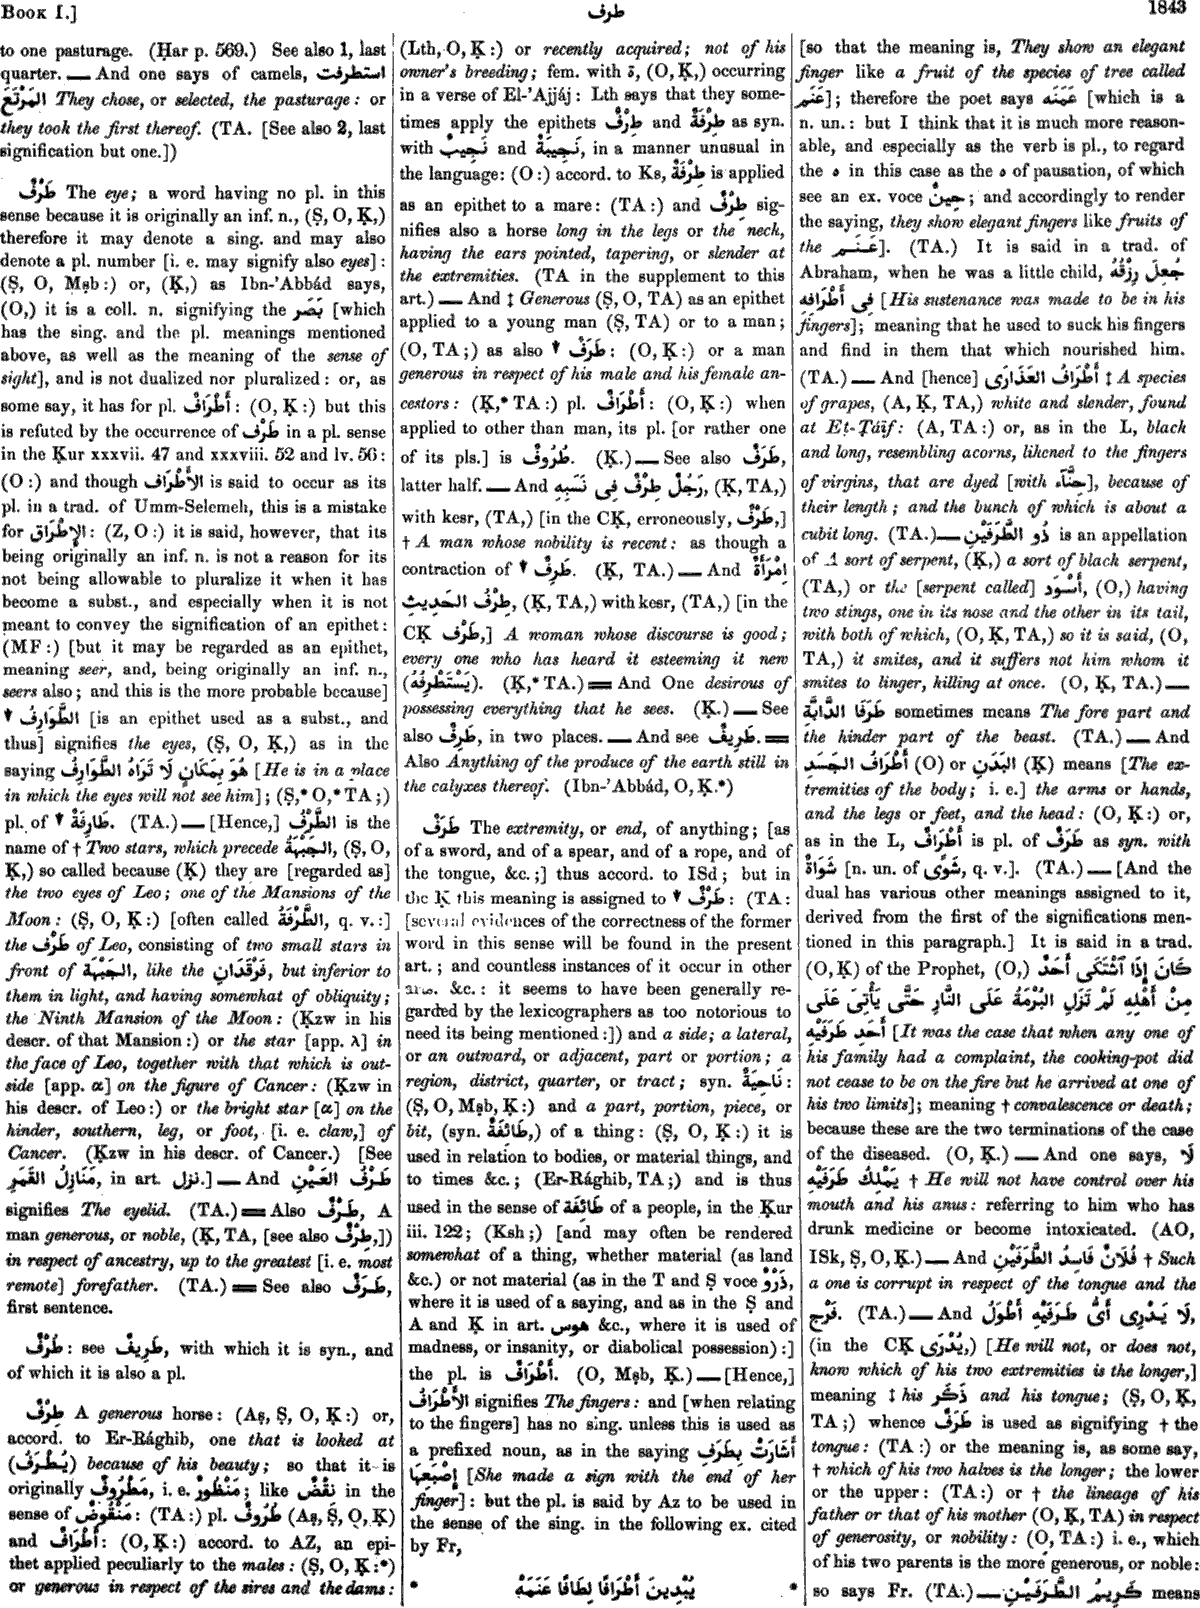 BOOK I.]
طرف
1843
to one pasturage. (Ḥar p. 569.) See also 1, last
quarter. — And one says of camels, استطرفت
المَرْتَعَ They chose, or selected, the pasturage: or
they took the first thereof. (TA. [See also 2, last
signification but one.])
طَرْفٌ The eye; a word having no pl. in this
sense because it is originally an inf. n., (Ṣ, O, Ḳ,)
therefore it may denote a sing. and may also
denote a pl. number [i. e. may signify also eyes]:
(Ṣ, O, Mṣb:) or, (Ḳ,) as Ibn-'Abbád says,
(O,) it is a coll. n. signifying the بَصَر [which
has the sing. and the pl. meanings mentioned
above, as well as the meaning of the sense of
sight], and is not dualized nor pluralized: or, as
some say, it has for pl. أَطْرَافٌ: (O, Ḳ:) but this
is refuted by the occurrence of طَرْف in a pl. sense
in the Ḳur xxxvii. 47 and xxxviii. 52 and lv. 56:
(O:) and though الأَطْرَاف is said to occur as its
pl. in a trad. of Umm-Selemeh, this is a mistake
for الإِطْرَاق: (Z, O:) it is said, however, that its
being originally an inf. n. is not a reason for its
not being allowable to pluralize it when it has
become a subst., and especially when it is not
meant to convey the signification of an epithet:
(MF:) [but it may be regarded as an epithet,
meaning seer, and, being originally an inf. n.,
seers also; and this is the more probable because]
▼ الطَّوَارِفُ [is an epithet used as a subst., and
thus] signifies the eyes, (Ṣ, O, Ḳ,) as in the
saying هُوَ بِمَكَانٍ لَا تَرَاهُ الطَّوَارِفُ [He is in a place
in which the eyes will not see him]; (Ṣ,* O,* TA;)
pl. of ▼ طَارِفَةٌ. (TA.) — [Hence,] الطَّرْفُ is the
name of † Two stars, which precede الجَبْهَةُ, (Ṣ, O,
Ḳ,) so called because (Ḳ) they are [regarded as]
the two eyes of Leo; one of the Mansions of the
Moon: (Ṣ, O, Ḳ:) [often called الطَّرْفَةُ, q. v.:]
the طَرْف of Leo, consisting of two small stars in
front of الجَبْهَة, like the فَرْقَدَانِ, but inferior to
them in light, and having somewhat of obliquity;
the Ninth Mansion of the Moon: (Ḳzw in his
descr. of that Mansion:) or the star [app. λ] in
the face of Leo, together with that which is out-
side [app. α] on the figure of Cancer: (Ḳzw in
his descr. of Leo:) or the bright star [α] on the
hinder, southern, leg, or foot, [i. e. claw,] of
Cancer. (Ḳzw in his descr. of Cancer.) [See
مَنَازِلُ القَمَرِ, in art. نزل.] — And طَرْفُ العَيْنِ
signifies The eyelid. (TA.) ═ Also طَرْفٌ, A
man generous, or noble, (Ḳ, TA, [see also طِرْفٌ,])
in respect of ancestry, up to the greatest [i. e. most
remote] forefather. (TA.) ═ See also طَرَفٌ,
first sentence.
طُرْفٌ: see طَرِيفٌ, with which it is syn., and
of which it is also a pl.
طِرْفٌ A generous horse: (Aṣ, Ṣ, O, Ḳ:) or,
accord. to Er-Rághib, one that is looked at
(يُطْرَفُ) because of his beauty; so that it is
originally مَطْرُوفٌ, i. e. مَنْظُورٌ; like نِقْضٌ in the
sense of مَنْقُوضٌ: (TA:) pl. طُرُوفٌ (Aṣ, Ṣ, O, Ḳ)
and أَطْرَافٌ: (O, Ḳ:) accord. to AZ, an epi-
thet applied peculiarly to the males: (Ṣ, O, Ḳ:*)
or generous in respect of the sires and the dams:
(Lth, O, Ḳ:) or recently acquired; not of his
owner's breeding; fem. with ة, (O, Ḳ,) occurring
in a verse of El-'Ajjáj: Lth says that they some-
times apply the epithets طِرْفٌ and طِرْفَةٌ as syn.
with نَجِيبٌ and نَجِيبَةٌ, in a manner unusual in
the language: (O:) accord. to Ks, طِرْفَةٌ is applied
as an epithet to a mare: (TA:) and طِرْفٌ sig-
nifies also a horse long in the legs or the neck,
having the ears pointed, tapering, or slender at
the extremities. (TA in the supplement to this
art.) — And ‡ Generous (Ṣ, O, TA) as an epithet
applied to a young man (Ṣ, TA) or to a man;
(O, TA;) as also ▼ طَرَفٌ: (O, Ḳ:) or a man
generous in respect of his male and his female an-
cestors: (Ḳ,* TA:) pl. أَطْرَافٌ: (O, Ḳ:) when
applied to other than man, its pl. [or rather one
of its pls.] is طُرُوفٌ. (Ḳ.) — See also طَرَفٌ,
latter half. — And رَجُلٌ طِرْفٌ فِى نَسَبِهِ, (Ḳ, TA,)
with kesr, (TA,) [in the CḲ, erroneously, طَرْفٌ,]
† A man whose nobility is recent: as though a
contraction of ▼ طَرِفٌ. (Ḳ, TA.) — And امْرَأَةٌ
طِرْفُ الحَدِيثِ, (Ḳ, TA,) with kesr, (TA,) [in the
CḲ طَرْف,] A woman whose discourse is good;
every one who has heard it esteeming it new
(يَسْتَطْرِفُهُ). (Ḳ,* TA.) ═ And One desirous of
possessing everything that he sees. (Ḳ.) — See
also طَرِفٌ, in two places. — And see طَرِيفٌ. ═
Also Anything of the produce of the earth still in
the calyxes thereof. (Ibn-'Abbád, O, Ḳ.*)
طَرَفٌ The extremity, or end, of anything; [as
of a sword, and of a spear, and of a rope, and of
the tongue, &c.;] thus accord. to ISd; but in
the Ḳ this meaning is assigned to ▼ طَرْفٌ: (TA:
[several evidences of the correctness of the former
word in this sense will be found in the present
art.; and countless instances of it occur in other
arts. &c.: it seems to have been generally re-
garded by the lexicographers as too notorious to
need its being mentioned:]) and a side; a lateral,
or an outward, or adjacent, part or portion; a
region, district, quarter, or tract; syn. نَاحِيَةٌ:
(Ṣ, O, Mṣb, Ḳ:) and a part, portion, piece, or
bit, (syn. طَائِفَةٌ,) of a thing: (Ṣ, O, Ḳ:) it is
used in relation to bodies, or material things, and
to times &c.; (Er-Rághib, TA;) and is thus
used in the sense of طَائِفَة of a people, in the Ḳur
iii. 122; (Ksh;) [and may often be rendered
somewhat of a thing, whether material (as land
&c.) or not material (as in the T and Ṣ voce ذَرْوٌ,
where it is used of a saying, and as in the Ṣ and
A and Ḳ in art. هوس &c., where it is used of
madness, or insanity, or diabolical possession):]
the pl. is أَطْرَافٌ. (O, Mṣb, Ḳ.) — [Hence,]
الأَطْرَافُ signifies The fingers: and [when relating
to the fingers] has no sing. unless this is used as
a prefixed noun, as in the saying أَشَارَتْ بِطَرَفِ
إِصْبَعِهَا [She made a sign with the end of her
finger]: but the pl. is said by Az to be used in
the sense of the sing. in the following ex. cited
by Fr,
* يُبْدِينَ أَطْرَافًا لِطَافًا عَنَمَهْ *
[so that the meaning is, They show an elegant
finger like a fruit of the species of tree called
عَنَم]; therefore the poet says عَنَمَهْ [which is a
n. un.: but I think that it is much more reason-
able, and especially as the verb is pl., to regard
the ه in this case as the ه of pausation, of which
see an ex. voce حِينٌ; and accordingly to render
the saying, they show elegant fingers like fruits of
the عَنَم]. (TA.) It is said in a trad. of
Abraham, when he was a little child, جُعِلَ رِزْقُهُ
فِى أَطْرَافِهِ [His sustenance was made to be in his
fingers]; meaning that he used to suck his fingers
and find in them that which nourished him.
(TA.) — And [hence] أَطْرَافُ العَذَارَى ‡ A species
of grapes, (A, Ḳ, TA,) white and slender, found
at Eṭ-Ṭáïf: (A, TA:) or, as in the L, black
and long, resembling acorns, likened to the fingers
of virgins, that are dyed [with حِنَّآء], because of
their length; and the bunch of which is about a
cubit long. (TA.) — ذُو الطَّرَفَيْنِ is an appellation
of A sort of serpent, (Ḳ,) a sort of black serpent,
(TA,) or the [serpent called] أَسْوَد, (O,) having
two stings, one in its nose and the other in its tail,
with both of which, (O, Ḳ, TA,) so it is said, (O,
TA,) it smites, and it suffers not him whom it
smites to linger, killing at once. (O, Ḳ, TA.) —
طَرَفَا الدَّابَّةِ sometimes means The fore part and
the hinder part of the beast. (TA.) — And
أَطْرَافُ الجَسَدِ (O) or البَدَنِ (Ḳ) means [The ex-
tremities of the body; i. e.] the arms or hands,
and the legs or feet, and the head: (O, Ḳ:) or,
as in the L, أَطْرَافٌ is pl. of طَرَفٌ as syn. with
شَوَاةٌ [n. un. of شَوًى, q. v.]. (TA.) — [And the
dual has various other meanings assigned to it,
derived from the first of the significations men-
tioned in this paragraph.] It is said in a trad.
(O, Ḳ) of the Prophet, (O,) كَانَ إِذَا ٱشْتَكَى أَحَدٌ
مِنْ أَهْلِهِ لَمْ تَزَلِ البُرْمَةُ عَلَى النَّارِ حَتَّى يَأْتِىَ عَلَى
أَحَدِ طَرَفَيْهِ [It was the case that when any one of
his family had a complaint, the cooking-pot did
not cease to be on the fire but he arrived at one of
his two limits]; meaning † convalescence or death;
because these are the two terminations of the case
of the diseased. (O, Ḳ.) — And one says, لَا
يَمْلِكُ طَرَفَيْهِ † He will not have control over his
mouth and his anus: referring to him who has
drunk medicine or become intoxicated. (AO,
ISk, Ṣ, O, Ḳ.) — And فُلَانٌ فَاسِدُ الطَّرَفَيْنِ † Such
a one is corrupt in respect of the tongue and the
فَرْج. (TA.) — And لَا يَدْرِى أَىُّ طَرَفَيْهِ أَطْوَلُ,
(in the CḲ يُدْرَى,) [He will not, or does not,
know which of his two extremities is the longer,]
meaning ‡ his ذَكَر and his tongue; (Ṣ, O, Ḳ,
TA;) whence طَرَفٌ is used as signifying † the
tongue: (TA:) or the meaning is, as some say,
† which of his two halves is the longer; the lower
or the upper: (TA:) or † the lineage of his
father or that of his mother (O, Ḳ, TA) in respect
of generosity, or nobility: (O, TA:) i. e., which
of his two parents is the more generous, or noble:
so says Fr. (TA.) — كَرِيمُ الطَّرَفَيْنِ means